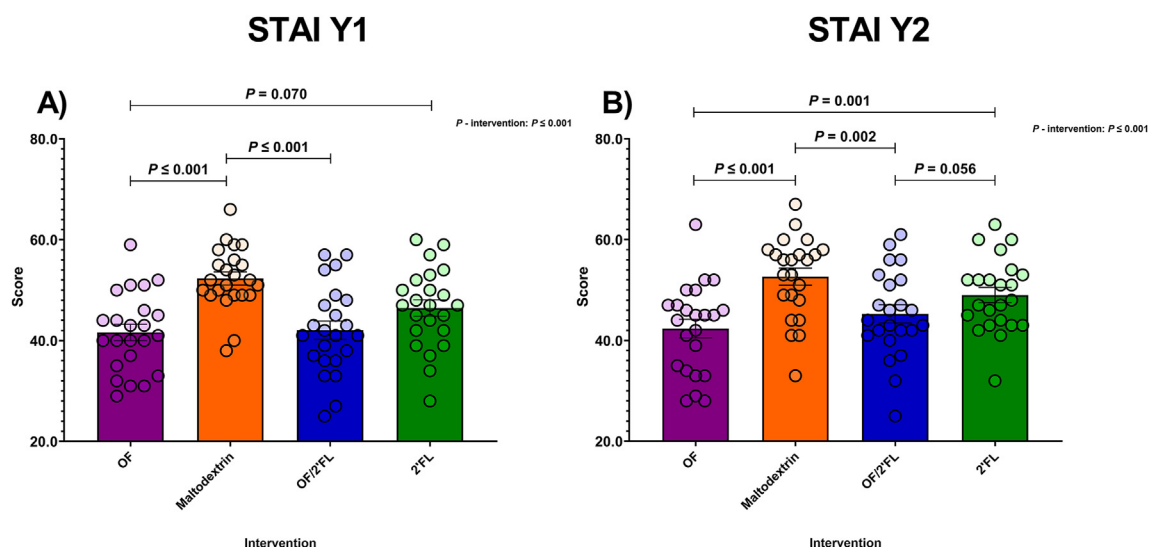 STAI Y1
STAI Y2
A)
P = 0.070
P - intervention: P ≤ 0.001
P ≤ 0.001
P ≤ 0.001
80.0
60.0
40.0
20.0
Score
OF
Maltodextrin
OF/2'FL
2'FL
Intervention
B)
P = 0.001
P - intervention: P ≤ 0.001
P = 0.002
P ≤ 0.001
P = 0.056
80.0
60.0
40.0
20.0
Score
OF
Maltodextrin
OF/2'FL
2'FL
Intervention